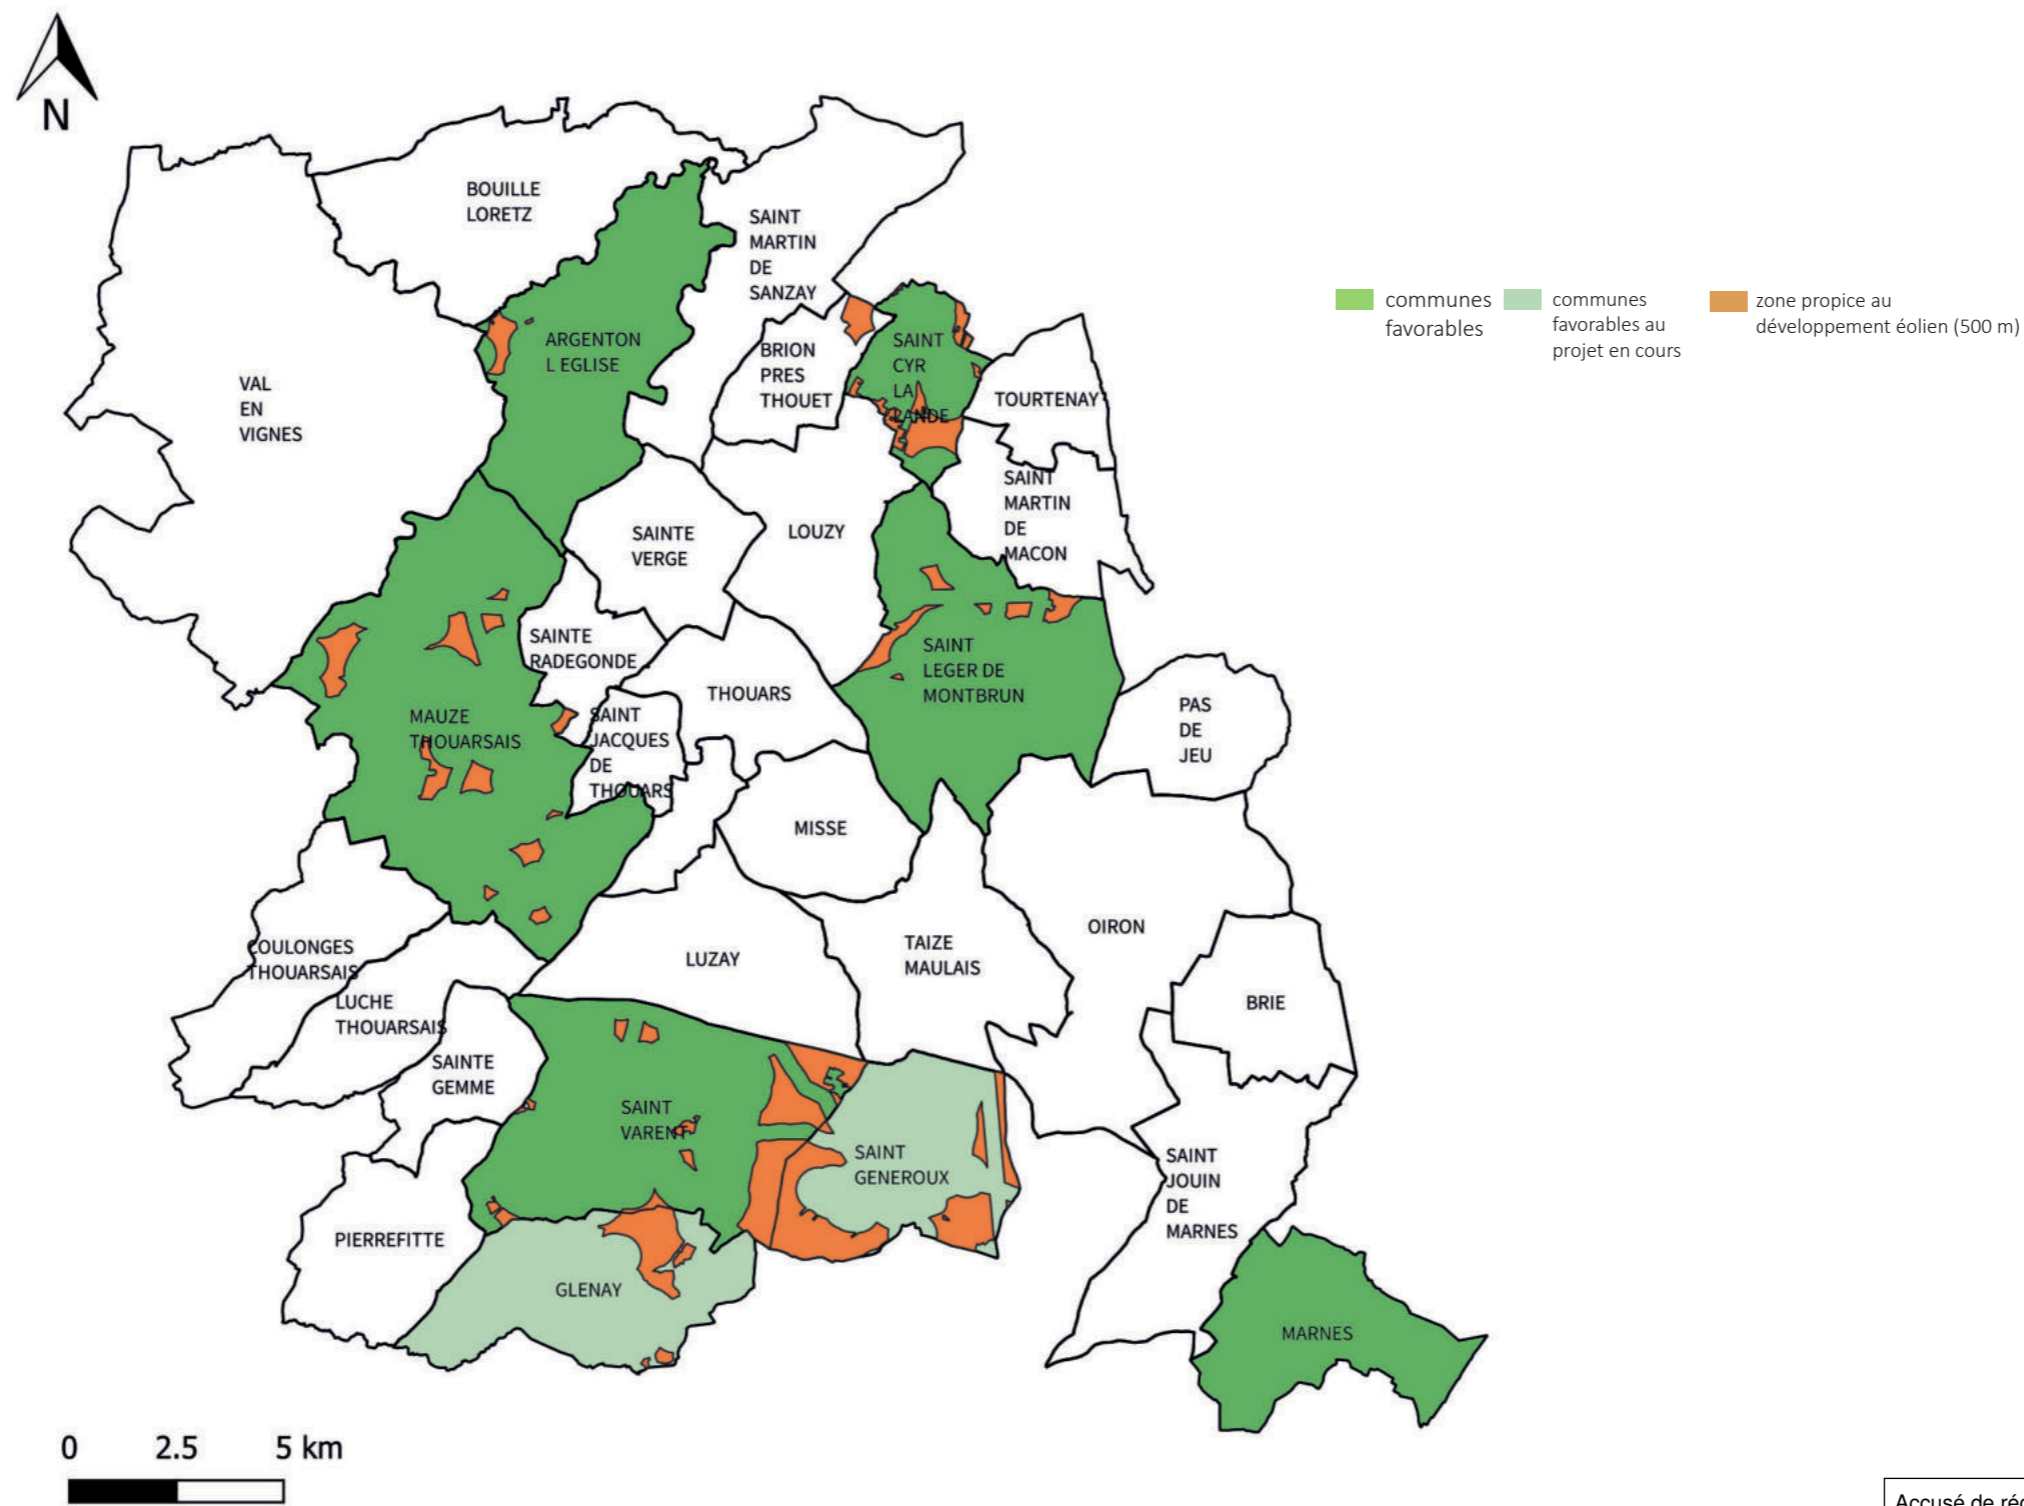 N
BOUILLE
LORETZ
SAINT
MARTIN
DE
SANZAY
ARGENTON
L EGLISE
VAL
EN
VIGNES
BRION
PRES
THOUET
SAINT
CYR
LA
LANDE
TOURTENAY
communes
favorables
communes
favorables au
projet en cours
zone propice au
développement éolien (500 m)
SAINTE
VERGE
LOUZY
SAINT
MARTIN
DE
MACON
SAINTE
RADEGONDE
THOUARS
SAINT
LEGER DE
MONTBRUN
MAUZE
THOUARSAIS
SAINT
JACQUES
DE
THOUARS
PAS
DE
JEU
MISSE
COULONGES
THOUARSAIS
LUCHE
THOUARSAIS
LUZAY
TAIZE
MAULAIS
OIRON
BRIE
SAINTE
GEMME
SAINT
VARENT
SAINT
GENEROUX
SAINT
JOUIN
DE
MARNES
PIERREFITTE
GLENAY
MARNES
0 2.5 5 km
Accusé de